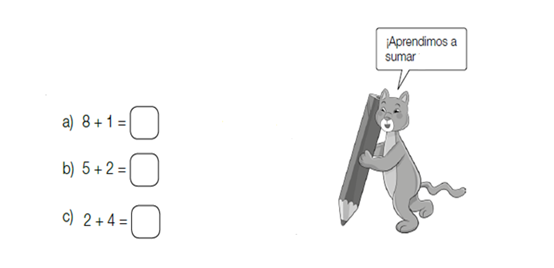 ¡Aprendimos a
sumar
a) 8 + 1 =
b) 5 + 2 =
c) 2 + 4 =